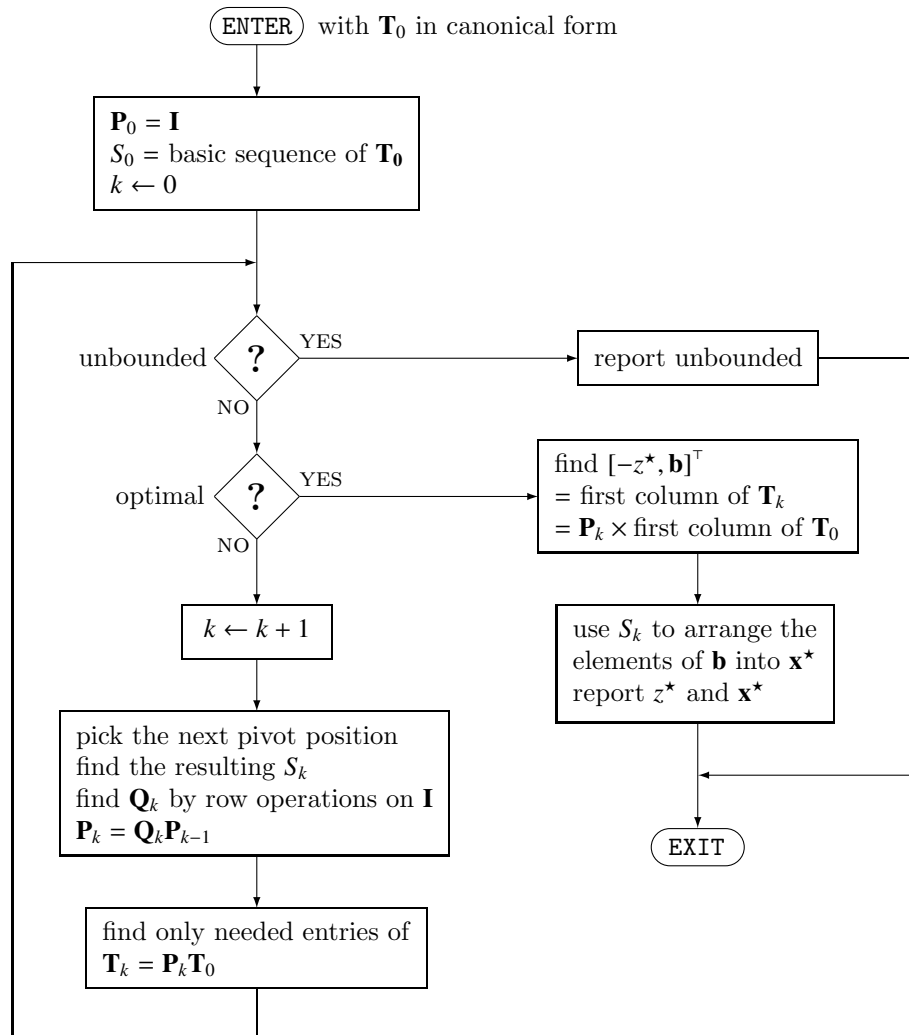 ENTER with T₀ in canonical form
P₀ = I
S₀ = basic sequence of T₀
k ← 0
unbounded ? YES
report unbounded
NO
optimal ? YES
find [−z⋆, b]⊤
= first column of Tₖ
= Pₖ × first column of T₀
NO
k ← k + 1
use Sₖ to arrange the
elements of b into x⋆
report z⋆ and x⋆
pick the next pivot position
find the resulting Sₖ
find Qₖ by row operations on I
Pₖ = QₖPₖ₋₁
EXIT
find only needed entries of
Tₖ = PₖT₀